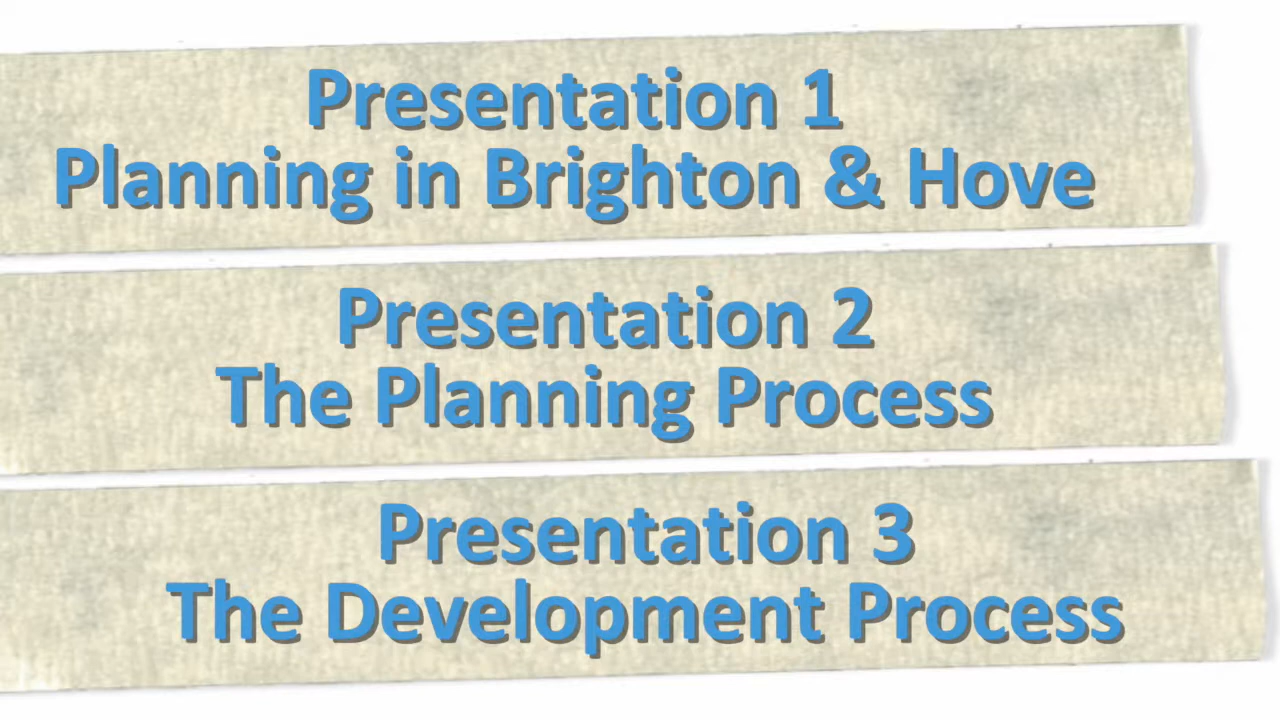 Presentation 1
Planning in Brighton & Hove
Presentation 2
The Planning Process
Presentation 3
The Development Process